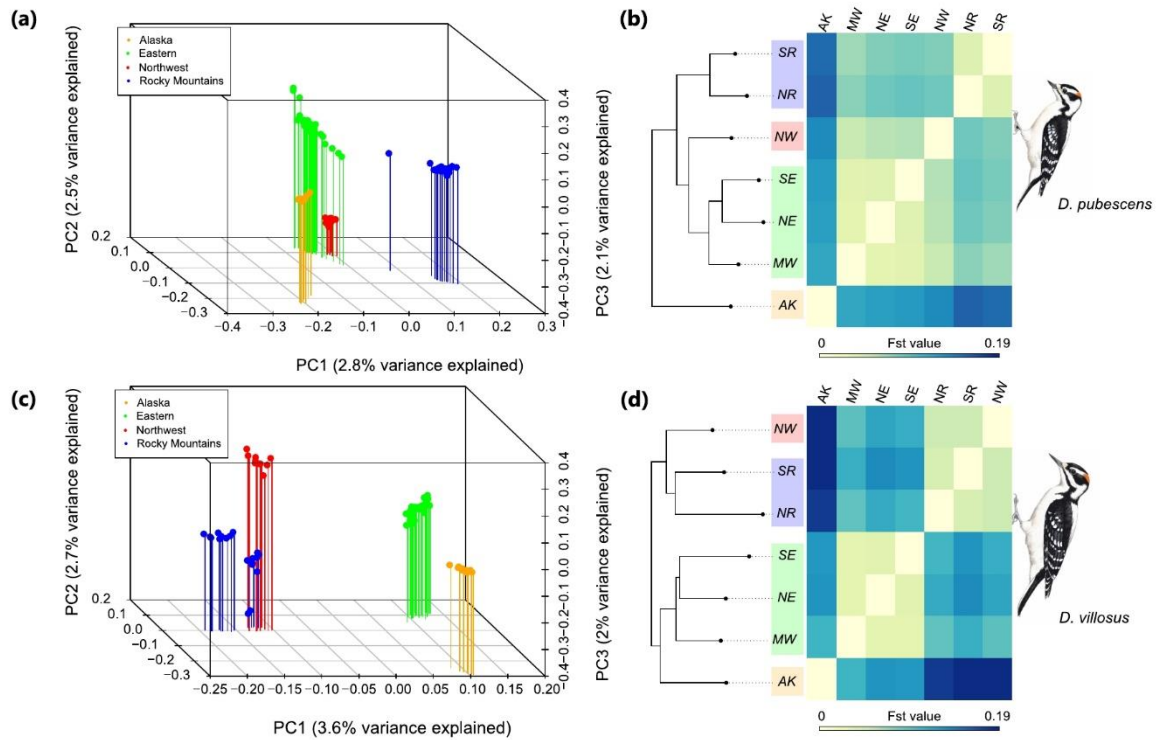 (a)
Alaska
Eastern
Northwest
Rocky Mountains
PC2 (2.5% variance explained)
0.2
0.1
0.0
−0.1
−0.2
−0.3
−0.4
−0.3
−0.2
−0.1
0.0
0.1
0.2
0.3
0.4
−0.4 −0.2 −0.1 0.0 0.1 0.2 0.3
PC1 (2.8% variance explained)
PC3 (2.1% variance explained)
(b)
AK MW NE SE NW NR SR
SR
NR
NW
SE
NE
MW
AK
D. pubescens
0 0.19
Fst value
(c)
Alaska
Eastern
Northwest
Rocky Mountains
PC2 (2.7% variance explained)
0.2
0.1
0.0
−0.1
−0.2
−0.3
−0.4
−0.3
−0.2
−0.1
0.0
0.1
0.2
0.3
0.4
−0.25 −0.15 −0.10 −0.05 0.00 0.05 0.10 0.15 0.20
PC1 (3.6% variance explained)
PC3 (2% variance explained)
(d)
AK MW NE SE NR SR NW
NW
SR
NR
SE
NE
MW
AK
D. villosus
0 0.19
Fst value